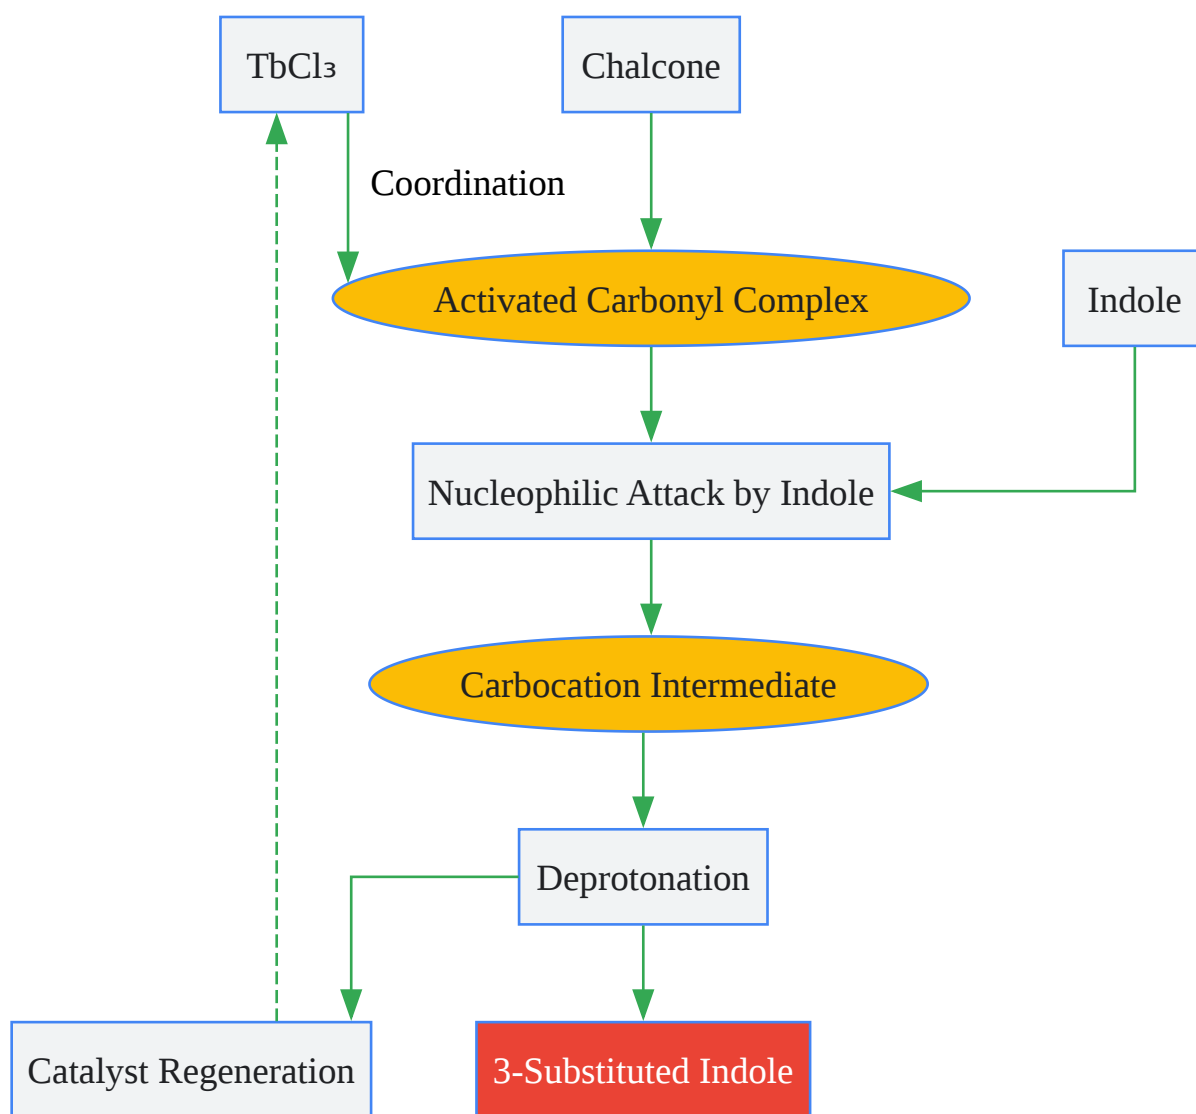 TbCl₃
Chalcone
Coordination
Activated Carbonyl Complex
Indole
Nucleophilic Attack by Indole
Carbocation Intermediate
Deprotonation
Catalyst Regeneration
3-Substituted Indole